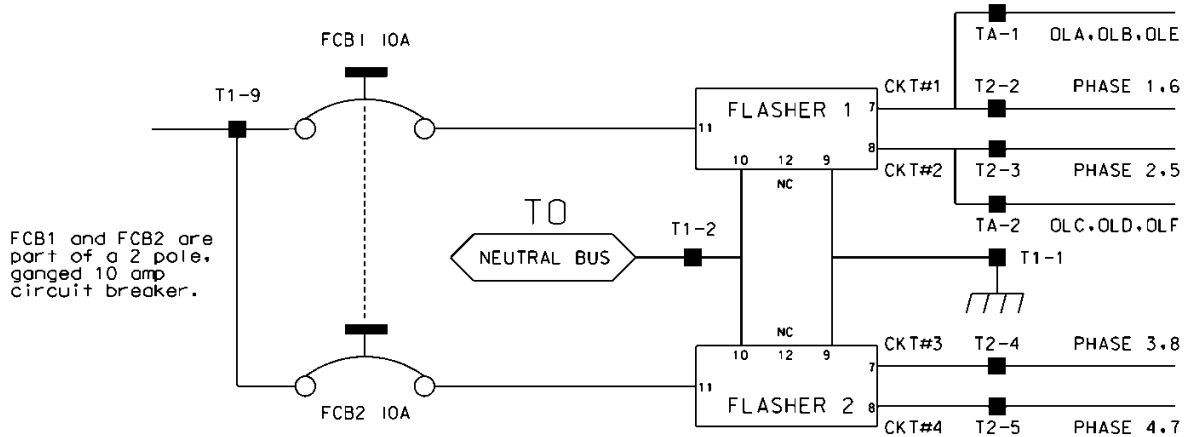 FCB1 10A
T1-9
FCB1 and FCB2 are
part of a 2 pole,
ganged 10 amp
circuit breaker.
FCB2 10A
TO
NEUTRAL BUS
T1-2
11
FLASHER 1
7
8
10 12 9
NC
CKT#1
CKT#2
TA-1 OLA,OLB,OLE
T2-2 PHASE 1,6
T2-3 PHASE 2,5
TA-2 OLC,OLD,OLF
T1-1
NC
10 12 9
11
FLASHER 2
7
8
CKT#3 T2-4 PHASE 3,8
CKT#4 T2-5 PHASE 4,7